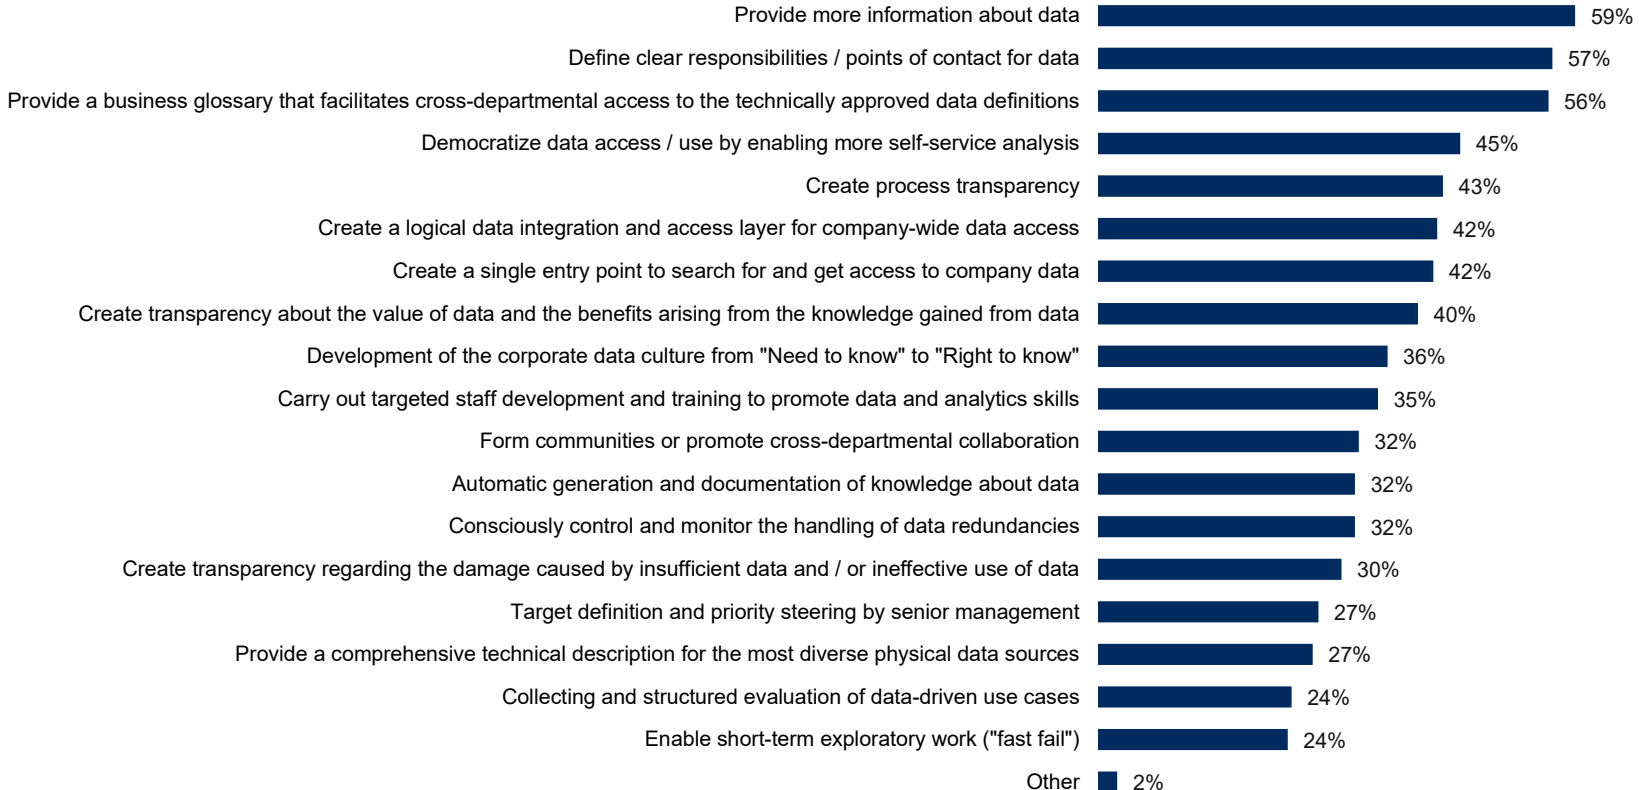 Provide more information about data 59%
Define clear responsibilities / points of contact for data 57%
Provide a business glossary that facilitates cross-departmental access to the technically approved data definitions 56%
Democratize data access / use by enabling more self-service analysis 45%
Create process transparency 43%
Create a logical data integration and access layer for company-wide data access 42%
Create a single entry point to search for and get access to company data 42%
Create transparency about the value of data and the benefits arising from the knowledge gained from data 40%
Development of the corporate data culture from "Need to know" to "Right to know" 36%
Carry out targeted staff development and training to promote data and analytics skills 35%
Form communities or promote cross-departmental collaboration 32%
Automatic generation and documentation of knowledge about data 32%
Consciously control and monitor the handling of data redundancies 32%
Create transparency regarding the damage caused by insufficient data and / or ineffective use of data 30%
Target definition and priority steering by senior management 27%
Provide a comprehensive technical description for the most diverse physical data sources 27%
Collecting and structured evaluation of data-driven use cases 24%
Enable short-term exploratory work ("fast fail") 24%
Other 2%